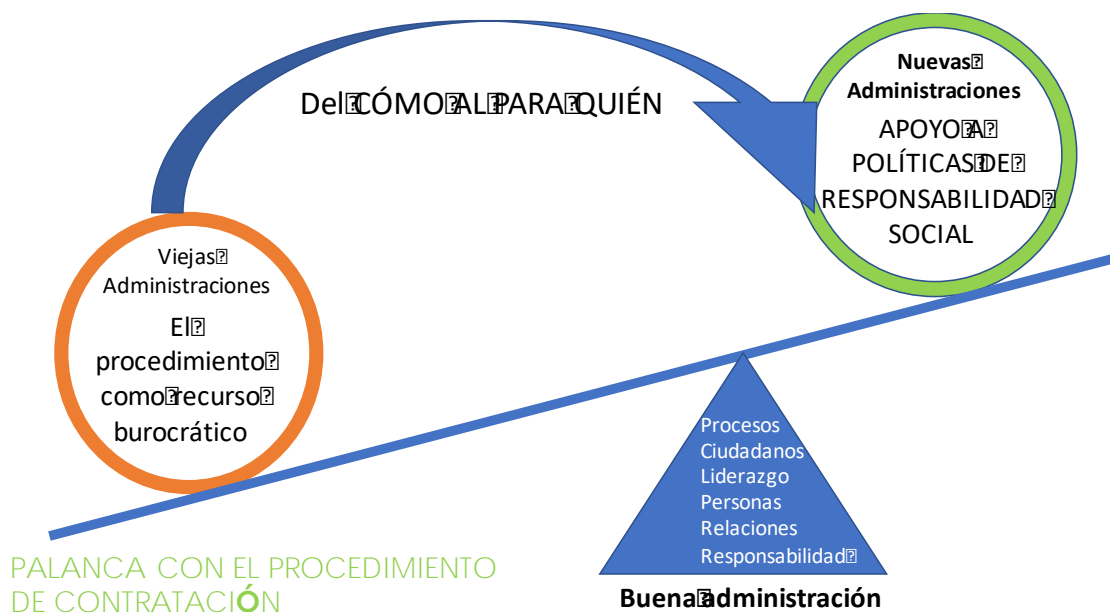 Del CÓMO AL PARA QUIÉN
Nuevas
Administraciones
APOYO A
POLÍTICAS DE
RESPONSABILIDAD
SOCIAL
Viejas
Administraciones
El
procedimiento
como recurso
burocrático
Procesos
Ciudadanos
Liderazgo
Personas
Relaciones
Responsabilidad
PALANCA CON EL PROCEDIMIENTO
DE CONTRATACIÓN
Buena administración